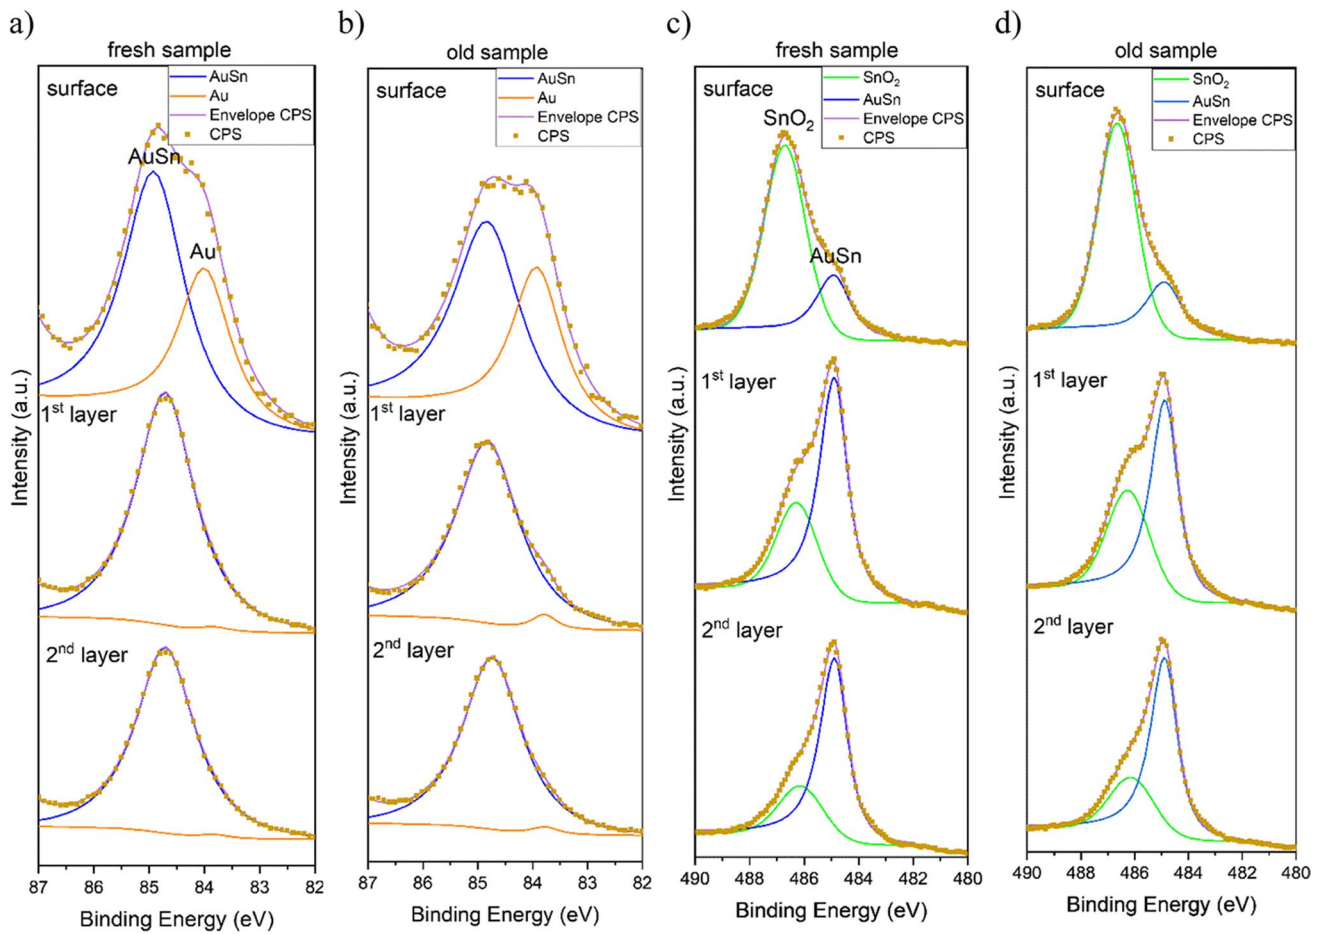 a)
fresh sample
surface
AuSn
Au
Envelope CPS
CPS
AuSn
Au
1st layer
2nd layer
Intensity (a.u.)
87 86 85 84 83 82
Binding Energy (eV)
b)
old sample
surface
AuSn
Au
Envelope CPS
CPS
1st layer
2nd layer
Intensity (a.u.)
87 86 85 84 83 82
Binding Energy (eV)
c)
fresh sample
surface
SnO2
AuSn
Envelope CPS
CPS
SnO2
AuSn
1st layer
2nd layer
Intensity (a.u.)
490 488 486 484 482 480
Binding Energy (eV)
d)
old sample
surface
SnO2
AuSn
Envelope CPS
CPS
1st layer
2nd layer
Intensity (a.u.)
490 488 486 484 482 480
Binding Energy (eV)